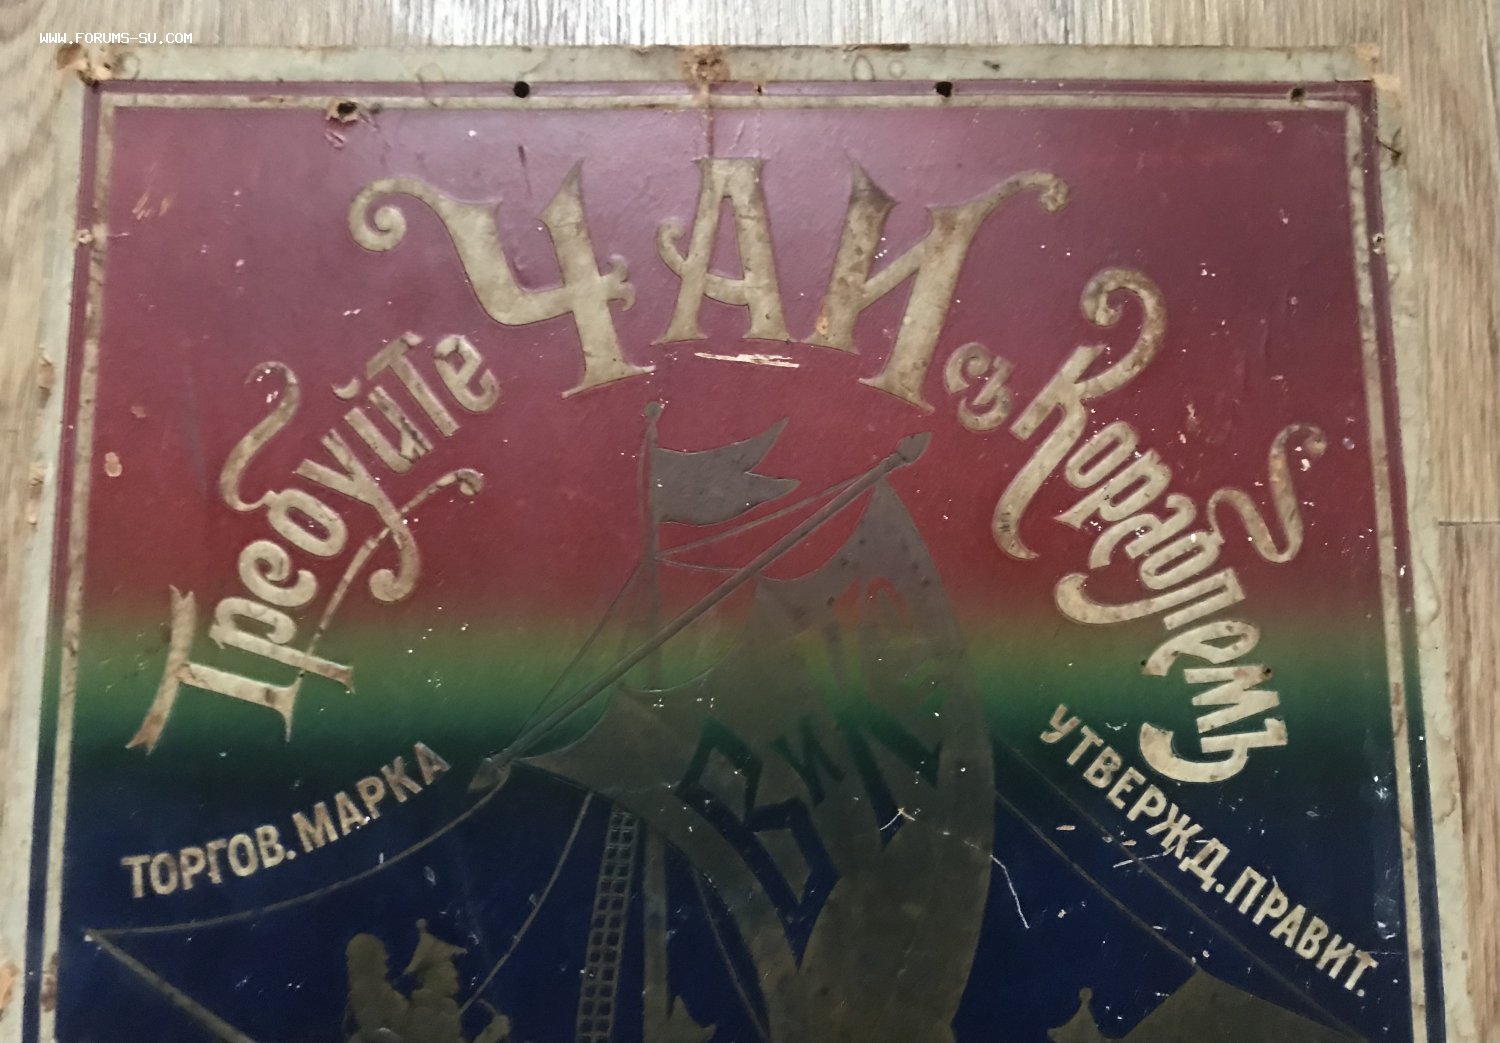 WWW.FORUMS-SU.COM
Требуйте ЧАИ съ Кораблемъ
ТОРГОВ. МАРКА
УТВЕРЖД. ПРАВИТ.
В и